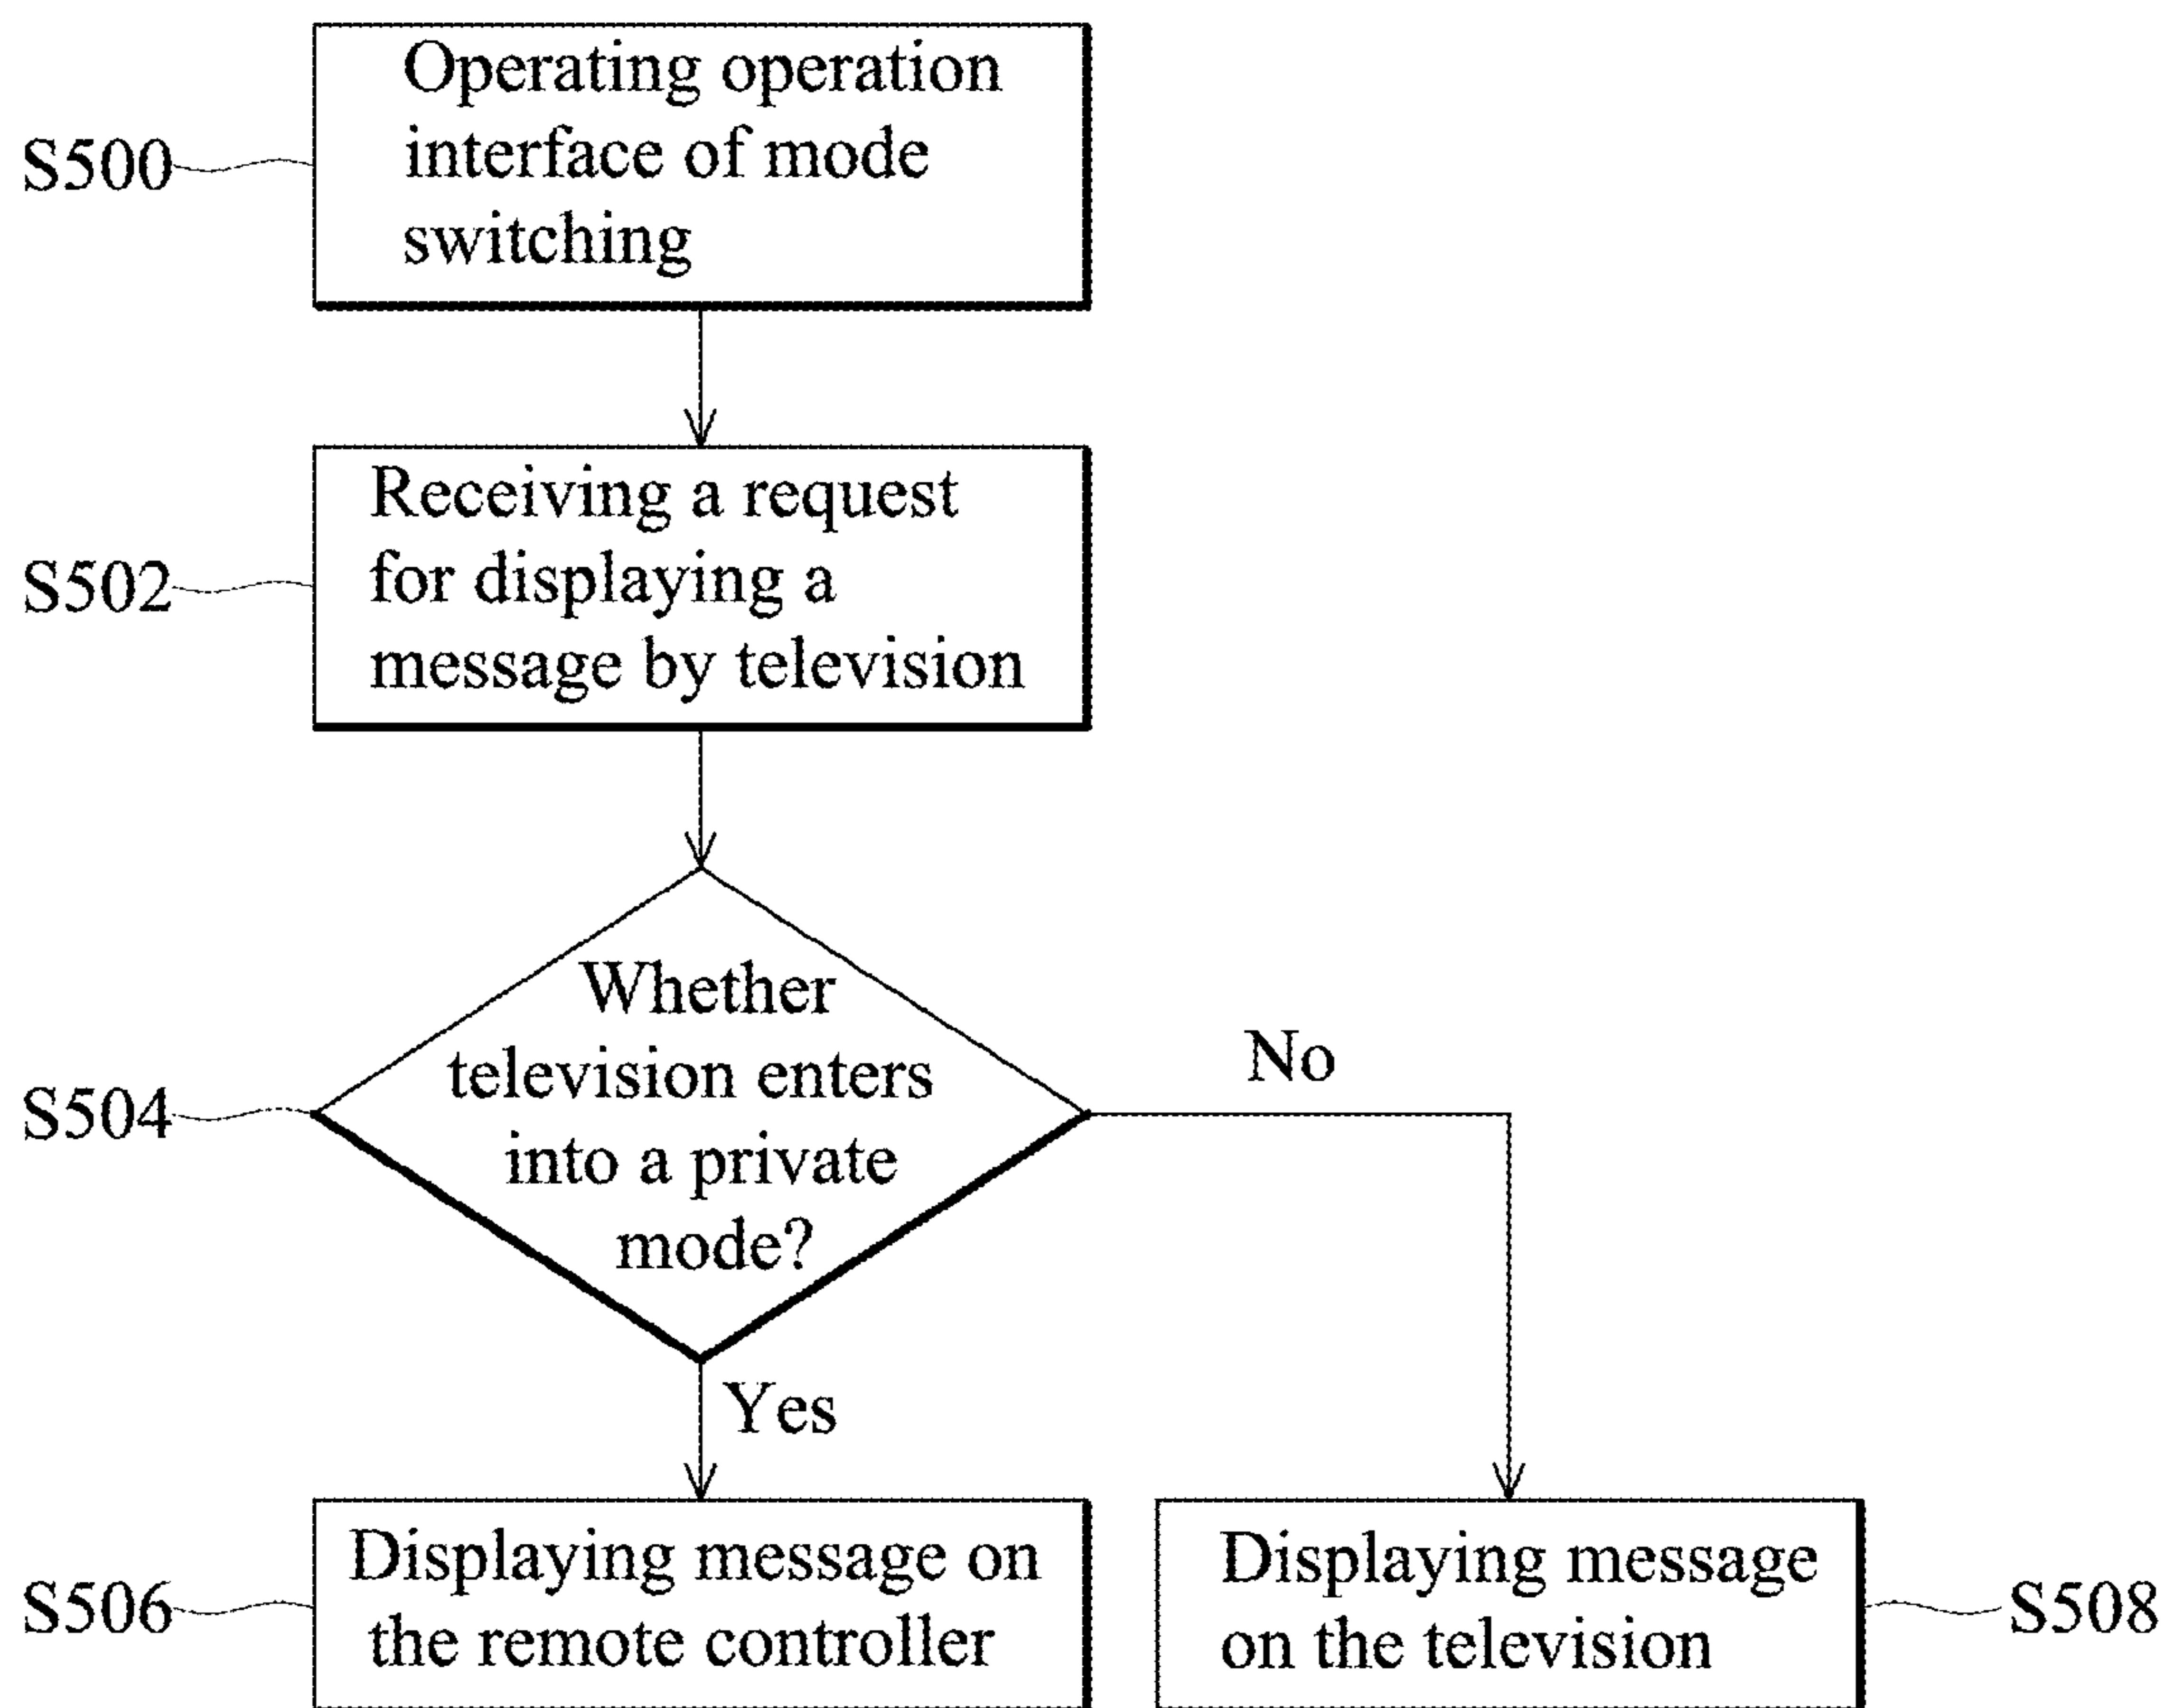 S500
Operating operation
interface of mode
switching
S502
Receiving a request
for displaying a
message by television
S504
Whether
television enters
into a private
mode?
No
Yes
S506
Displaying message on
the remote controller
Displaying message
on the television
S508